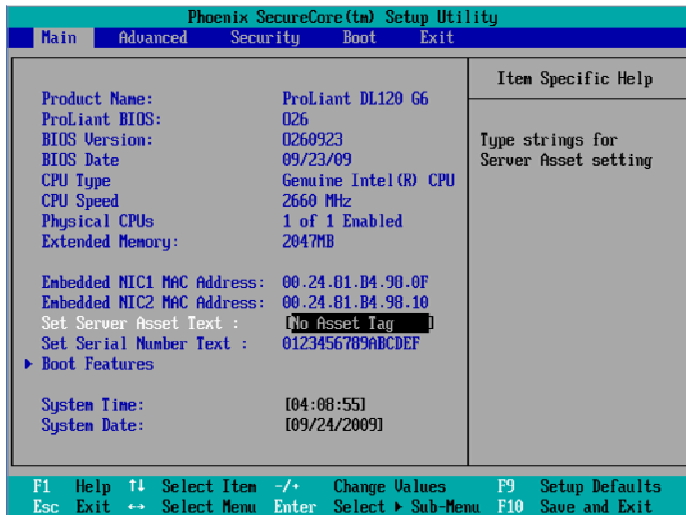 Phoenix SecureCore(tm) Setup Utility
Main Advanced Security Boot Exit
Item Specific Help
Product Name: ProLiant DL120 G6
ProLiant BIOS: O26
BIOS Version: O260923
Type strings for
BIOS Date 09/23/09
Server Asset setting
CPU Type Genuine Intel(R) CPU
CPU Speed 2660 MHz
Physical CPUs 1 of 1 Enabled
Extended Memory: 2047MB
Embedded NIC1 MAC Address: 00.24.81.B4.98.0F
Embedded NIC2 MAC Address: 00.24.81.B4.98.10
Set Server Asset Text : [No Asset Tag ]
Set Serial Number Text : 0123456789ABCDEF
▶ Boot Features
System Time: [04:08:55]
System Date: [09/24/2009]
F1 Help ↑↓ Select Item -/+ Change Values F9 Setup Defaults
Esc Exit ↔ Select Menu Enter Select ▶ Sub-Menu F10 Save and Exit